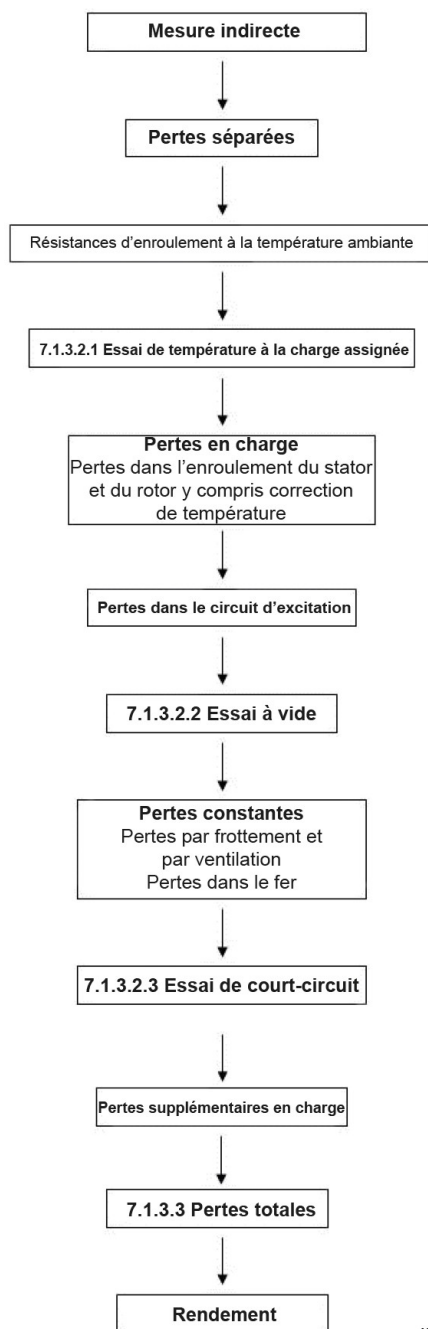 Mesure indirecte
Pertes séparées
Résistances d'enroulement à la température ambiante
7.1.3.2.1 Essai de température à la charge assignée
Pertes en charge
Pertes dans l'enroulement du stator
et du rotor y compris correction
de température
Pertes dans le circuit d'excitation
7.1.3.2.2 Essai à vide
Pertes constantes
Pertes par frottement et
par ventilation
Pertes dans le fer
7.1.3.2.3 Essai de court-circuit
Pertes supplémentaires en charge
7.1.3.3 Pertes totales
Rendement